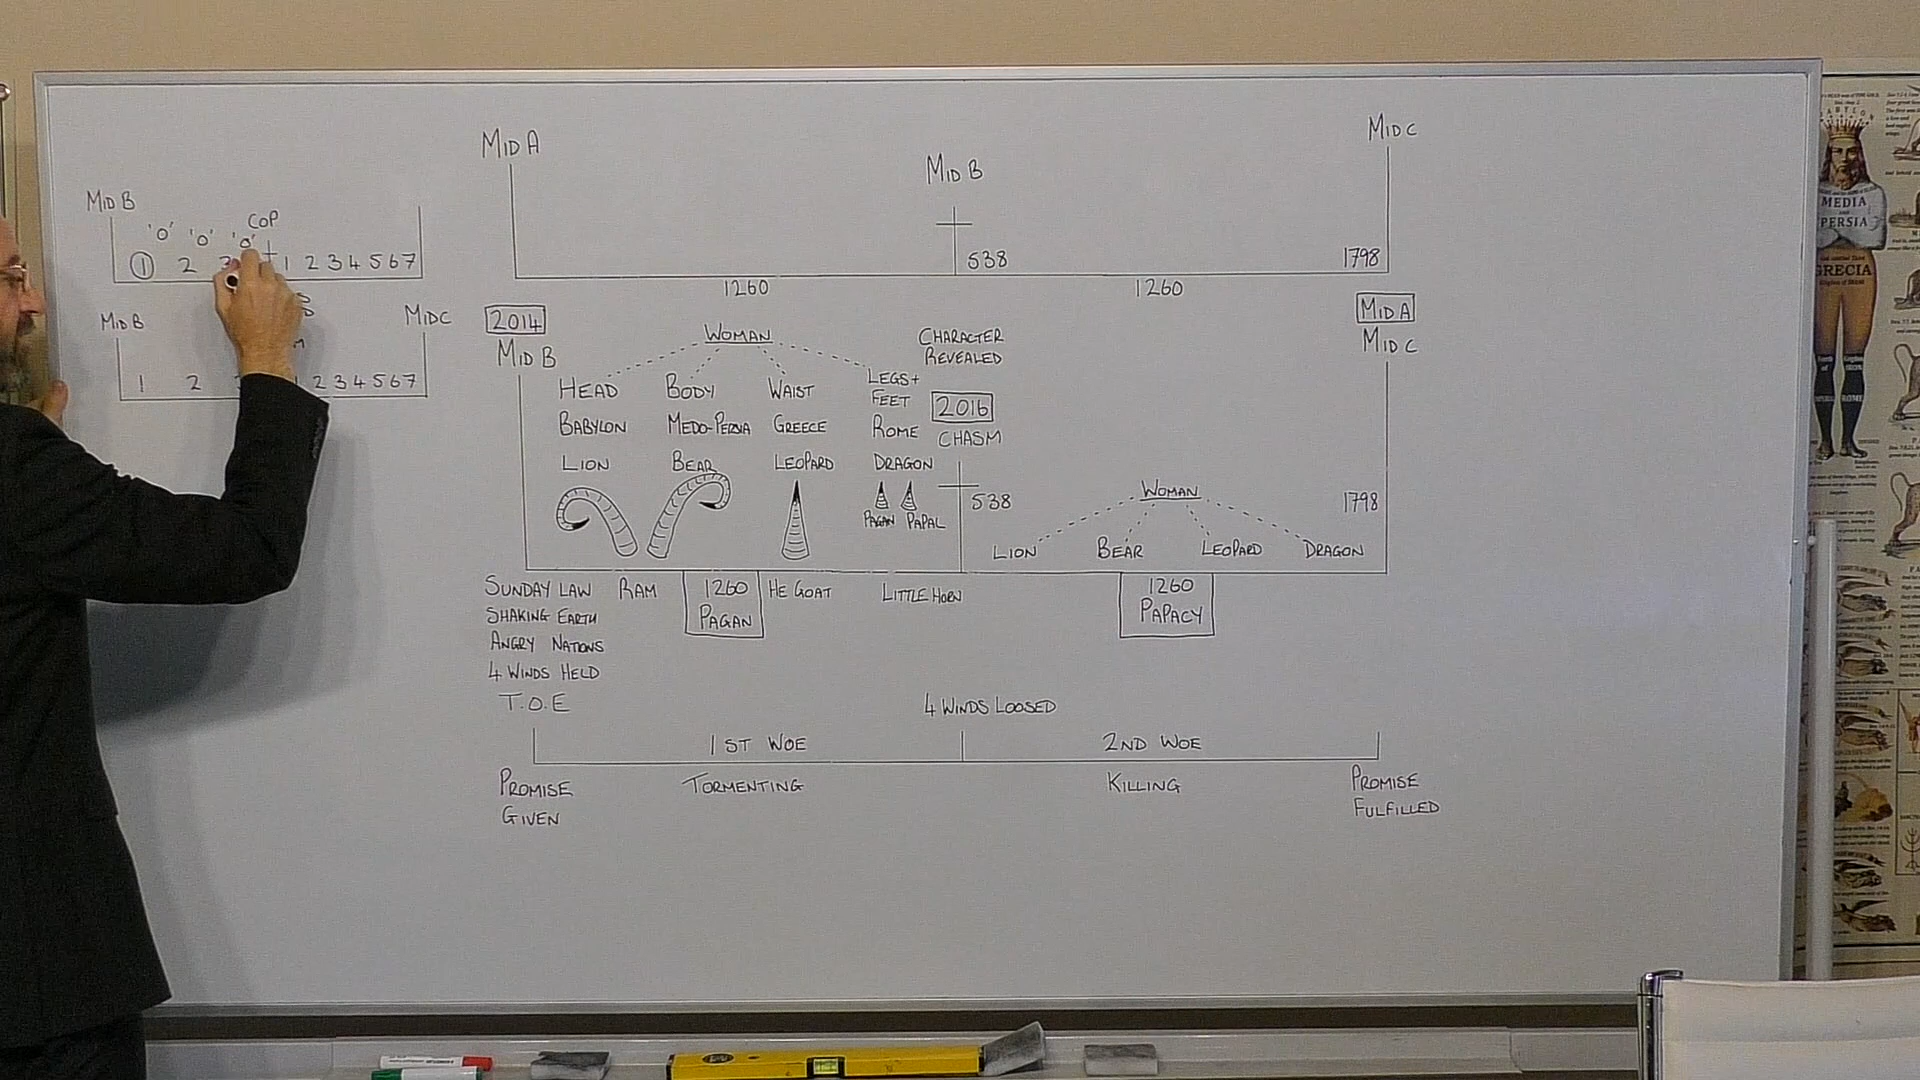 MID B
'0' '0' '0' COP
1 2 1 2 3 4 5 6 7
MID B MID C
1 2 1 2 3 4 5 6 7
MID A MID B MID C
538 1798
1260 1260
2014 MID A
MID B MID C
WOMAN CHARACTER
REVEALED
HEAD BODY WAIST LEGS+
FEET
2016
BABYLON MEDO-PERSIA GREECE ROME CHASM
LION BEAR LEOPARD DRAGON
PAGAN PAPAL
538 WOMAN 1798
LION BEAR LEOPARD DRAGON
SUNDAY LAW RAM 1260 HE GOAT LITTLE HORN 1260
SHAKING EARTH PAGAN PAPACY
ANGRY NATIONS
4 WINDS HELD
T.O.E 4 WINDS LOOSED
1ST WOE 2ND WOE
PROMISE TORMENTING KILLING PROMISE
GIVEN FULFILLED
BABYLON
MEDIA
PERSIA
GRECIA